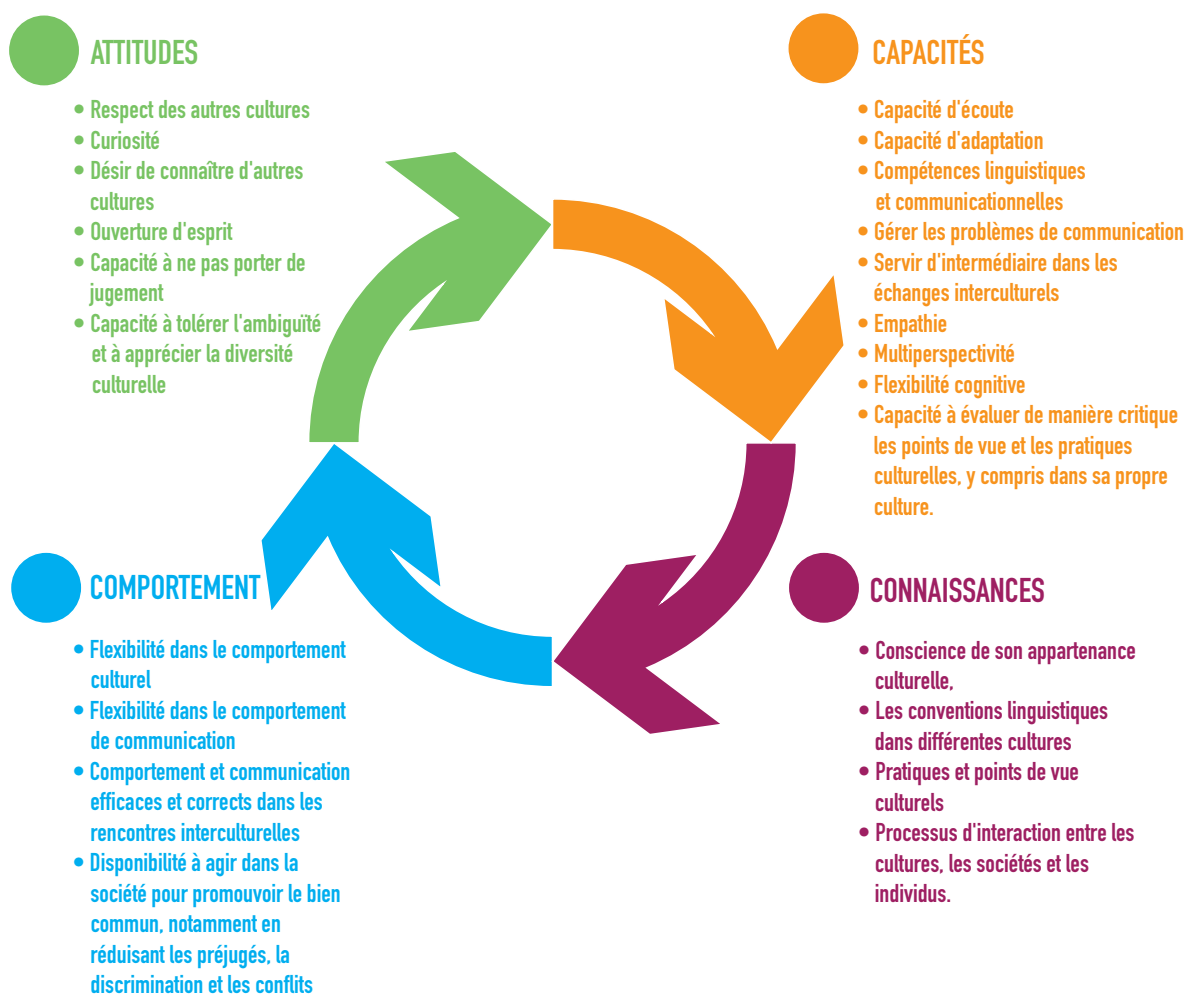 ATTITUDES
• Respect des autres cultures
• Curiosité
• Désir de connaître d'autres
cultures
• Ouverture d'esprit
• Capacité à ne pas porter de
jugement
• Capacité à tolérer l'ambiguïté
et à apprécier la diversité
culturelle
CAPACITÉS
• Capacité d'écoute
• Capacité d'adaptation
• Compétences linguistiques
et communicationnelles
• Gérer les problèmes de communication
• Servir d'intermédiaire dans les
échanges interculturels
• Empathie
• Multiperspectivité
• Flexibilité cognitive
• Capacité à évaluer de manière critique
les points de vue et les pratiques
culturelles, y compris dans sa propre
culture.
COMPORTEMENT
• Flexibilité dans le comportement
culturel
• Flexibilité dans le comportement
de communication
• Comportement et communication
efficaces et corrects dans les
rencontres interculturelles
• Disponibilité à agir dans la
société pour promouvoir le bien
commun, notamment en
réduisant les préjugés, la
discrimination et les conflits
CONNAISSANCES
• Conscience de son appartenance
culturelle,
• Les conventions linguistiques
dans différentes cultures
• Pratiques et points de vue
culturels
• Processus d'interaction entre les
cultures, les sociétés et les
individus.